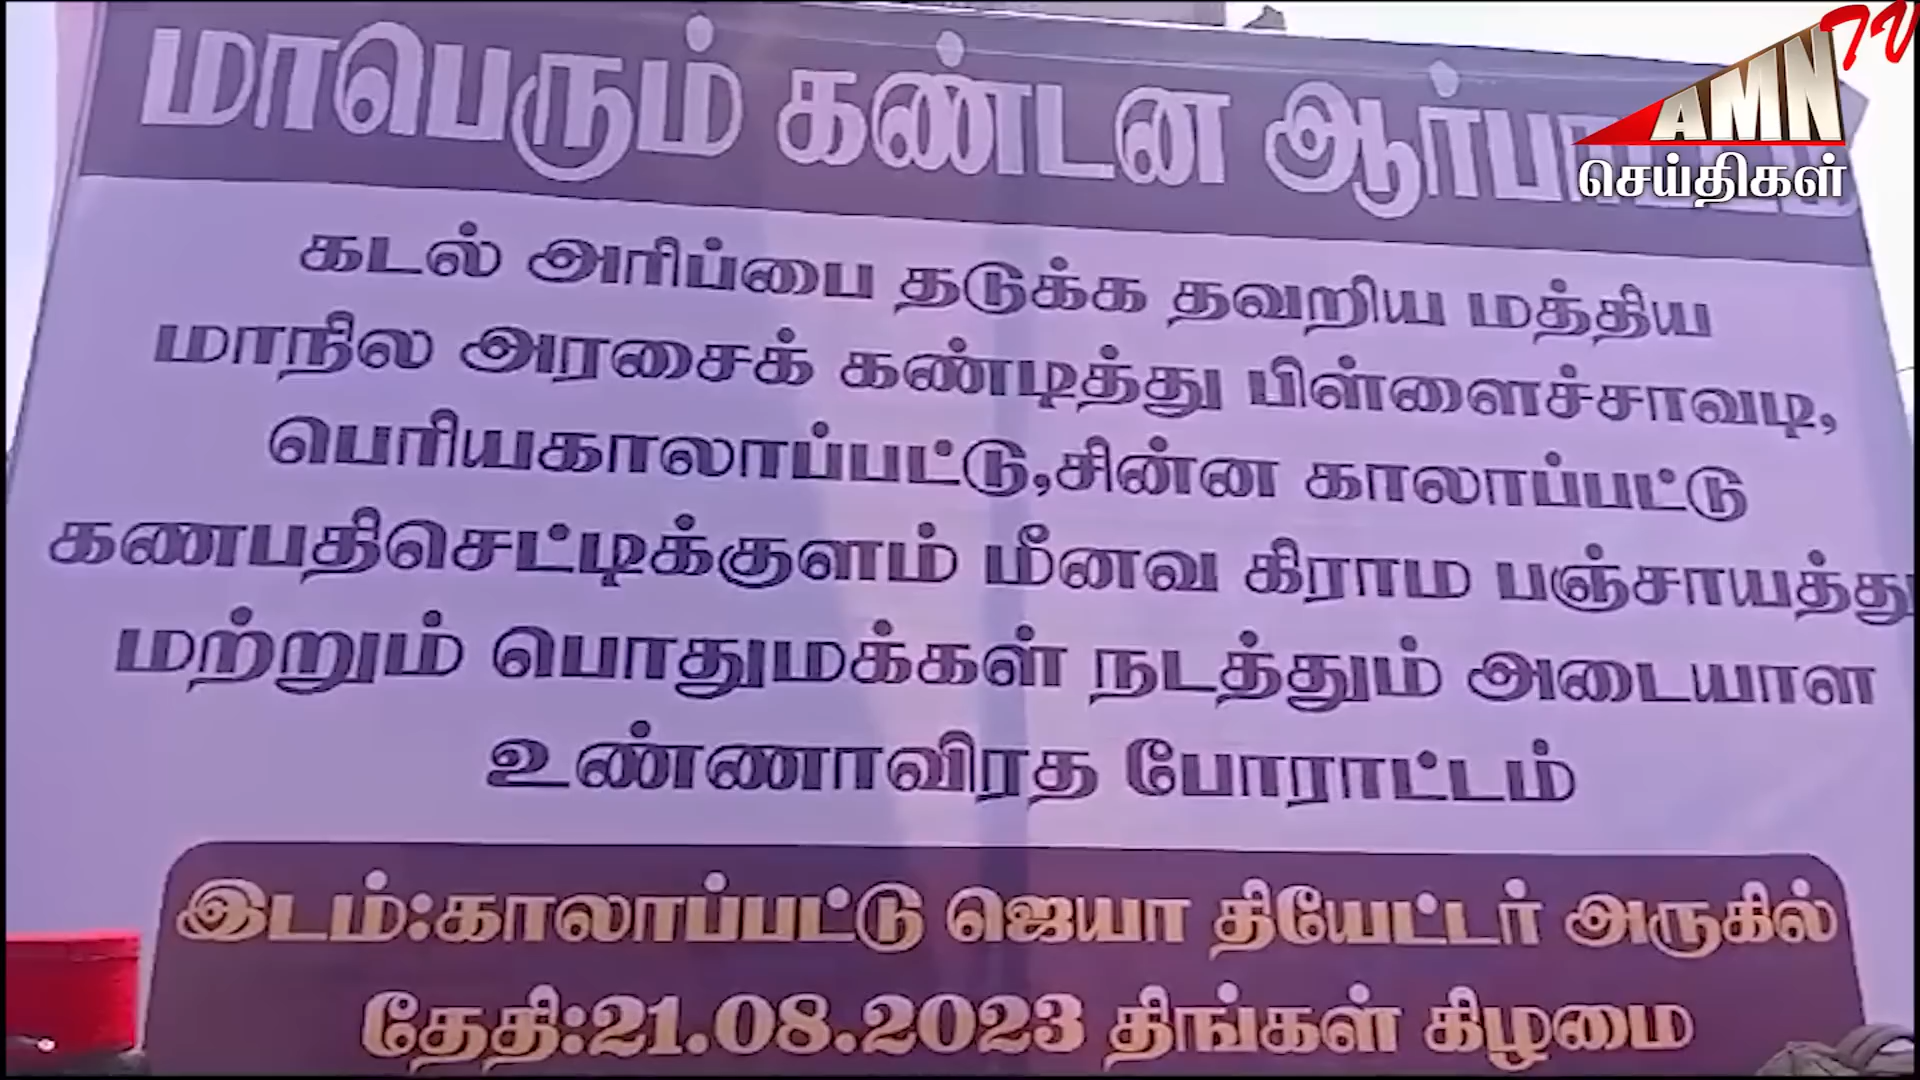 மாபெரும் கண்டன
AMN TV
செய்திகள்
கடல் அரிப்பை தடுக்க தவறிய மத்திய
மாநில அரசைக் கண்டித்து பிள்ளைச்சாவடி,
பெரியகாலாப்பட்டு,சின்ன காலாப்பட்டு
கணபதிசெட்டிக்குளம் மீனவ கிராம பஞ்சாயத்து
மற்றும் பொதுமக்கள் நடத்தும் அடையாள
உண்ணாவிரத போராட்டம்
இடம்:காலாப்பட்டு ஜெயா தியேட்டர் அருகில்
தேதி:21.08.2023 திங்கள் கிழமை